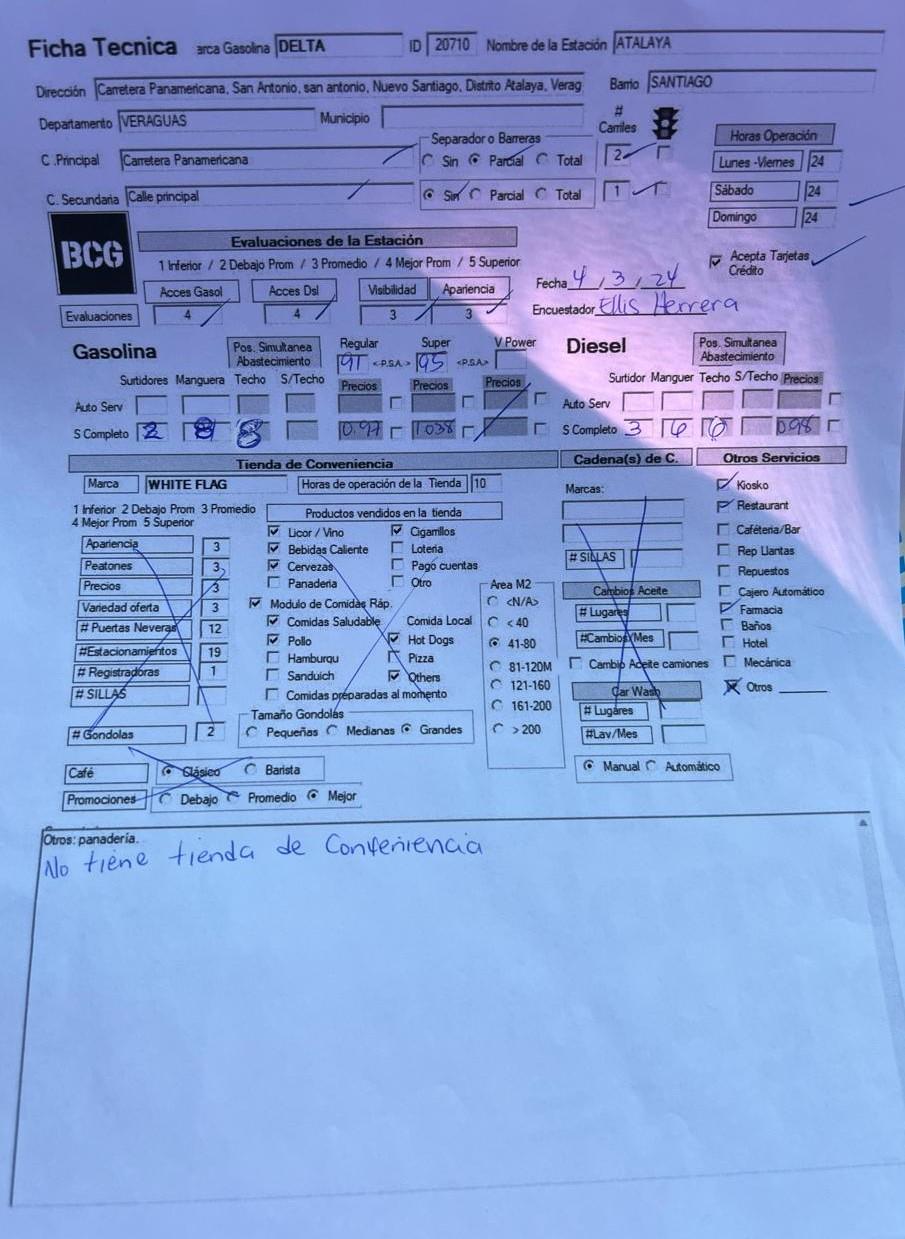 Ficha Tecnica arca Gasolina DELTA ID 20710 Nombre de la Estación ATALAYA
Dirección Carretera Panamericana, San Antonio, san antonio, Nuevo Santiago, Distrito Atalaya, Verag Barrio SANTIAGO
Departamento VERAGUAS Municipio
Separador o Barreras # Carriles Horas Operación
C .Principal Carretera Panamericana Sin Parcial Total 2 Lunes -Viernes 24
C. Secundaria Calle principal Sin Parcial Total 1 Sábado 24
Domingo 24
BCG Evaluaciones de la Estación
1 Inferior / 2 Debajo Prom / 3 Promedio / 4 Mejor Prom / 5 Superior
Acepta Tarjetas Crédito
Acces Gasol Acces Dsl Visibilidad Apariencia
Fecha 4 / 3 / 24
Evaluaciones 4 4 3 3 Encuestador Ellis Herrera
Gasolina Pos. Simultanea Abastecimiento Regular Super V Power Diesel Pos. Simultanea Abastecimiento
91 <P.S.A.> 95 <PSA>
Surtidores Manguera Techo S/Techo Precios Precios Precios Surtidor Manguer Techo S/Techo Precios
Auto Serv Auto Serv
S Completo 2 8 8 0.97 1.038 S Completo 3 6 6 0.98
Tienda de Conveniencia Cadena(s) de C. Otros Servicios
Marca WHITE FLAG Horas de operación de la Tienda 10 Marcas: Kiosko
1 Inferior 2 Debajo Prom 3 Promedio Productos vendidos en la tienda Restaurant
4 Mejor Prom 5 Superior
Apariencia 3 Licor / Vino Cigarrillos Caféteria/Bar
Peatones 3 Bebidas Caliente Loteria # SILLAS Rep Llantas
Precios 3 Cervezas Pago cuentas Repuestos
Panaderia Otro Area M2 Cambios Aceite Cajero Automático
Variedad oferta 3 Modulo de Comidas Ráp. <N/A> # Lugares Farmacia
# Puertas Neveras 12 Comidas Saludable Comida Local < 40 Baños
#Estacionamientos 19 Pollo Hot Dogs 41-80 #Cambios/Mes Hotel
# Registradoras 1 Hamburqu Pizza 81-120M Cambio Aceite camiones Mecánica
# SILLAS Sanduich Others 121-160 Car Wash Otros
Comidas préparadas al momento 161-200 # Lugares
# Gondolas 2 Tamaño Gondolas
Pequeñas Medianas Grandes > 200 #Lav/Mes
Café Clásico Barista Manual Automático
Promociones Debajo Promedio Mejor
Otros: panadería.
No tiene tienda de Conveniencia